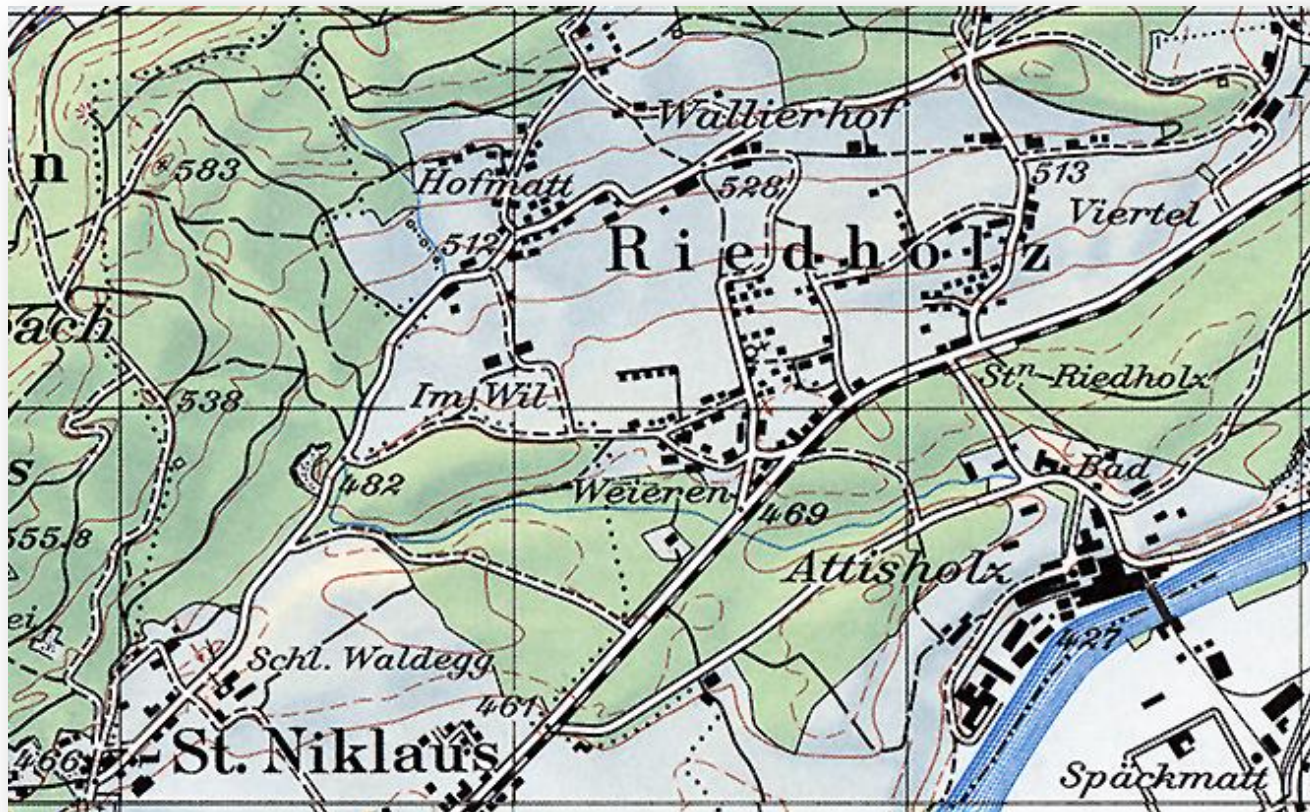 Wallierhof
n
583
Hofmatt
528
513
Viertel
512
Riedholz
ach
Stn-Riedholz
Im Wil
538
s
482
Bad
Weieren
469
555.8
Attisholz
427
Schl. Waldegg
461
466
St. Niklaus
Späckmatt